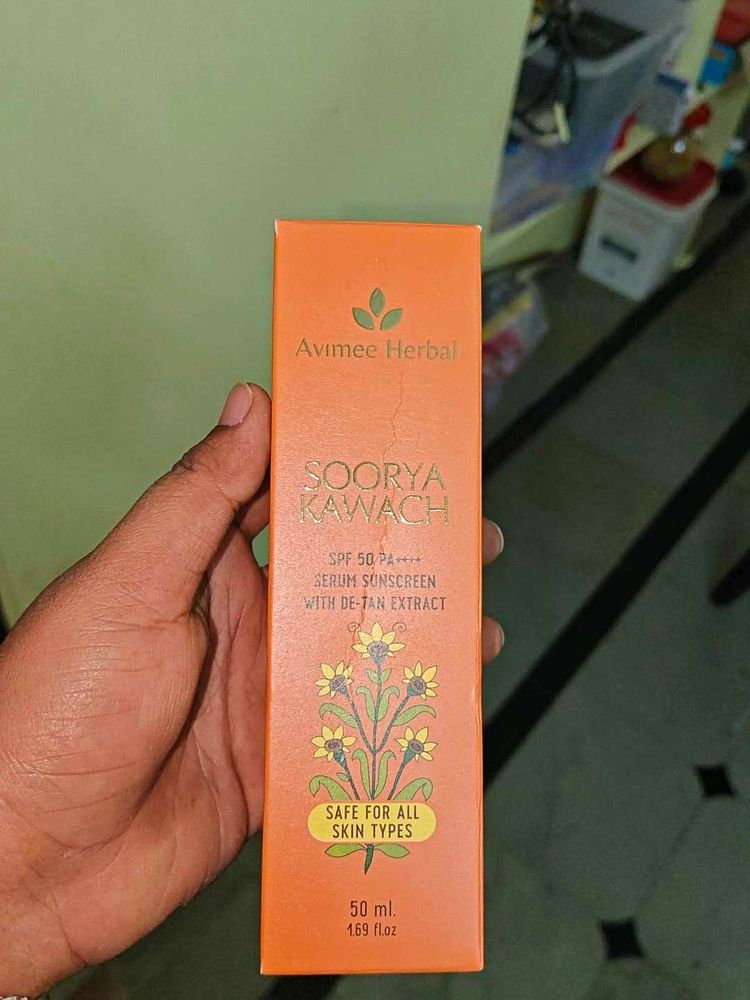 Avimee Herbal
SOORYA
KAWACH
SPF 50 PA++++
SERUM SUNSCREEN
WITH DE-TAN EXTRACT
SAFE FOR ALL
SKIN TYPES
50 ml.
1.69 fl.oz